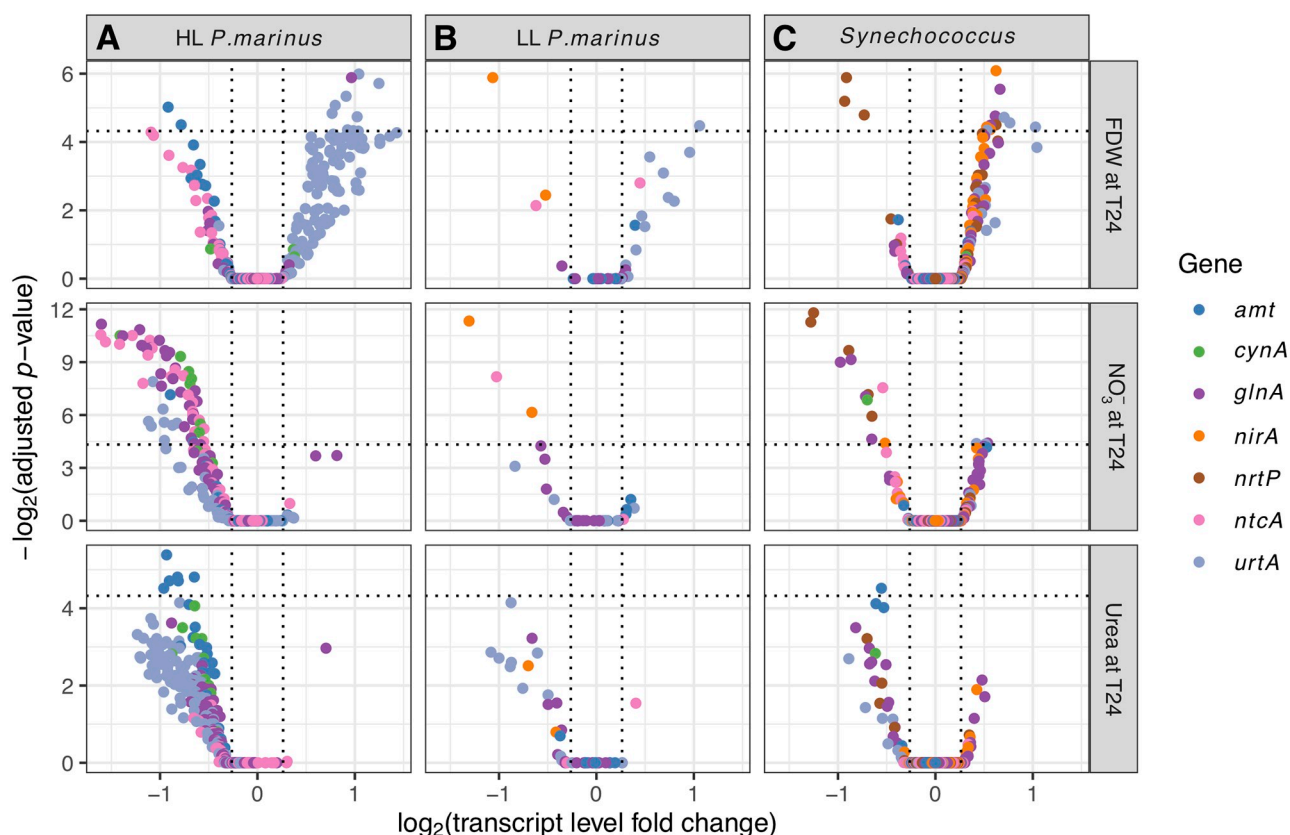 A HL P.marinus
B LL P.marinus
C Synechococcus
6
4
2
0
FDW at T24
12
9
6
3
0
NO₃⁻ at T24
4
2
0
Urea at T24
−log₂(adjusted p−value)
−1 0 1 −1 0 1 −1 0 1
log₂(transcript level fold change)
Gene
amt
cynA
glnA
nirA
nrtP
ntcA
urtA